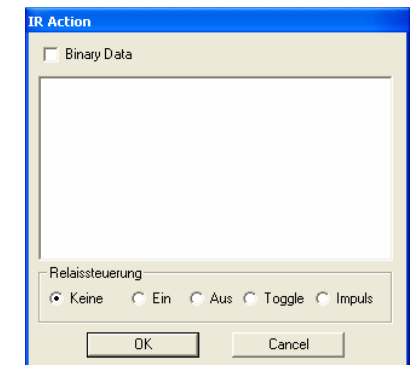 IR Action
Binary Data
Relaissteuerung
Keine Ein Aus Toggle Impuls
OK Cancel